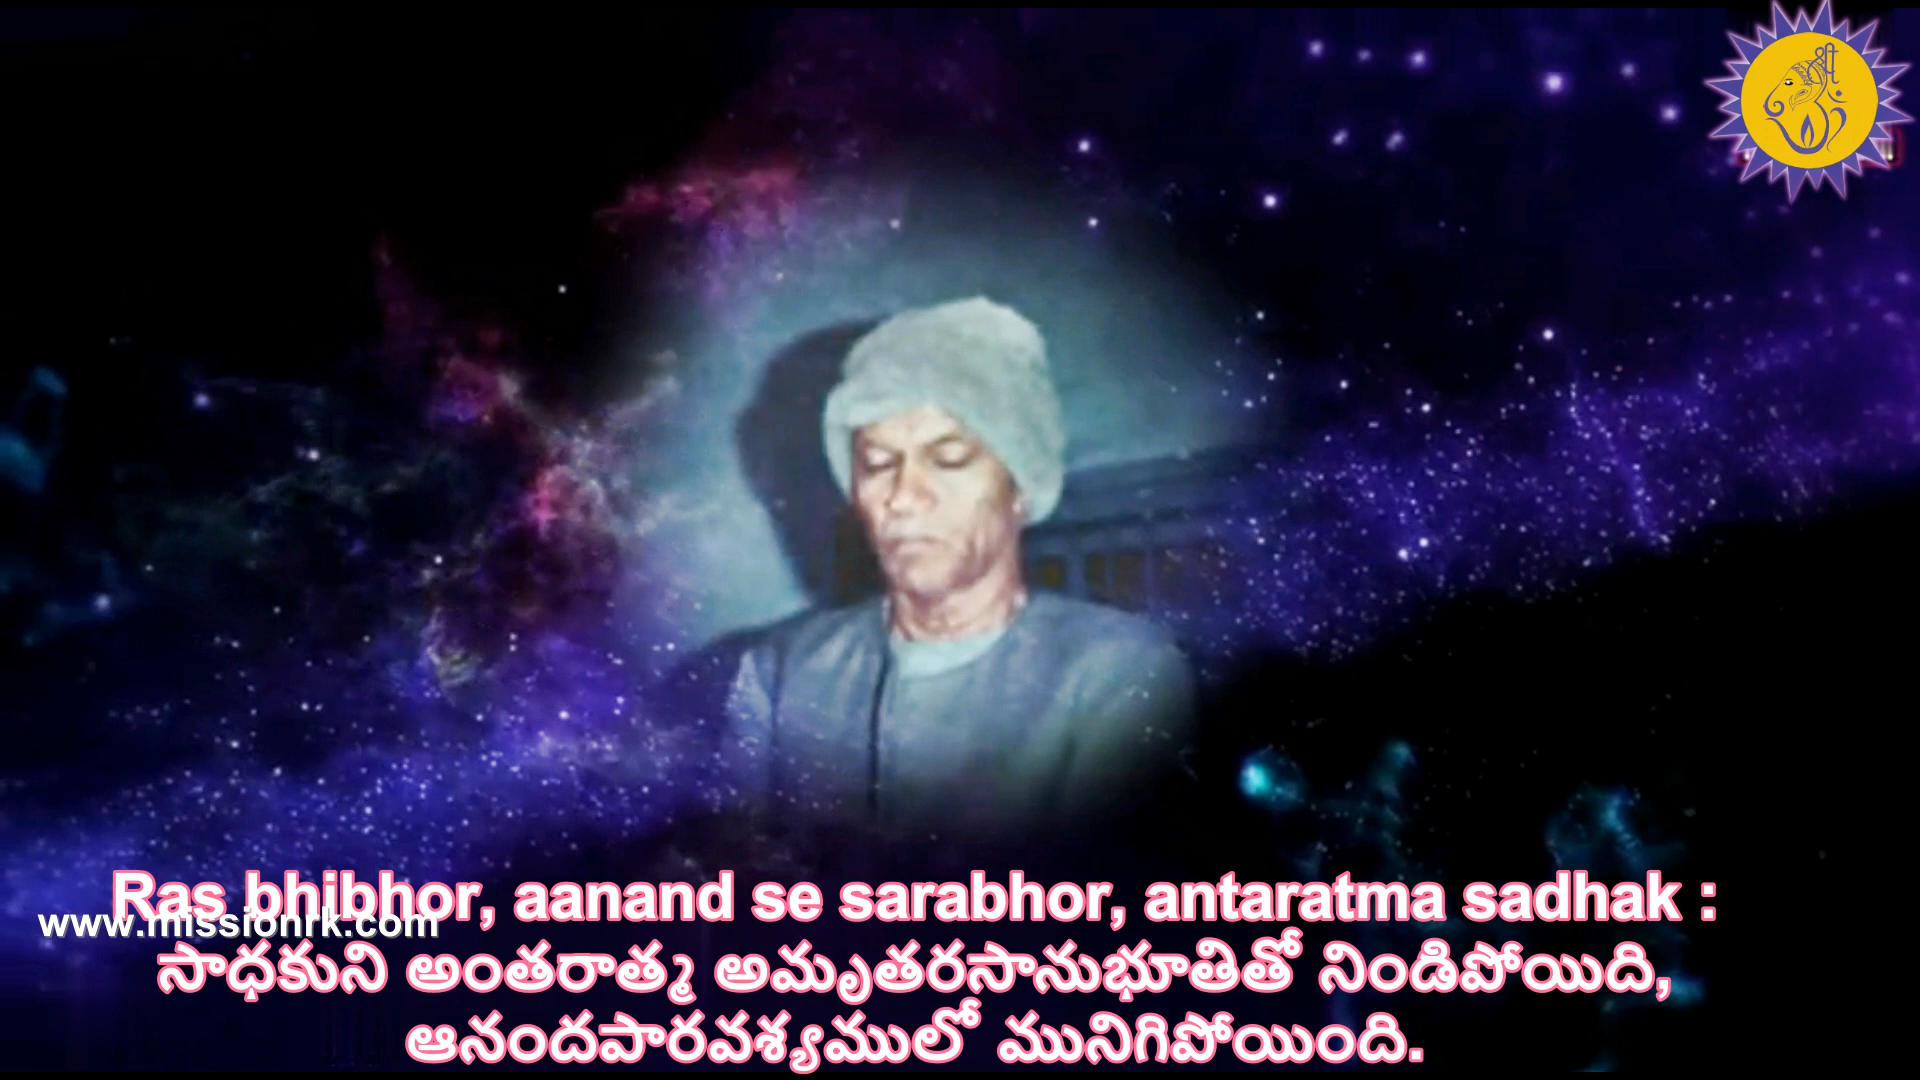 Ras bhibhor, aanand se sarabhor, antaratma sadhak :
www.missionrk.com
సాధకుని అంతరాత్మ అమృతరసానుభూతితో నిండిపోయిది,
ఆనందపారవశ్యములో మునిగిపోయింది.
श्री